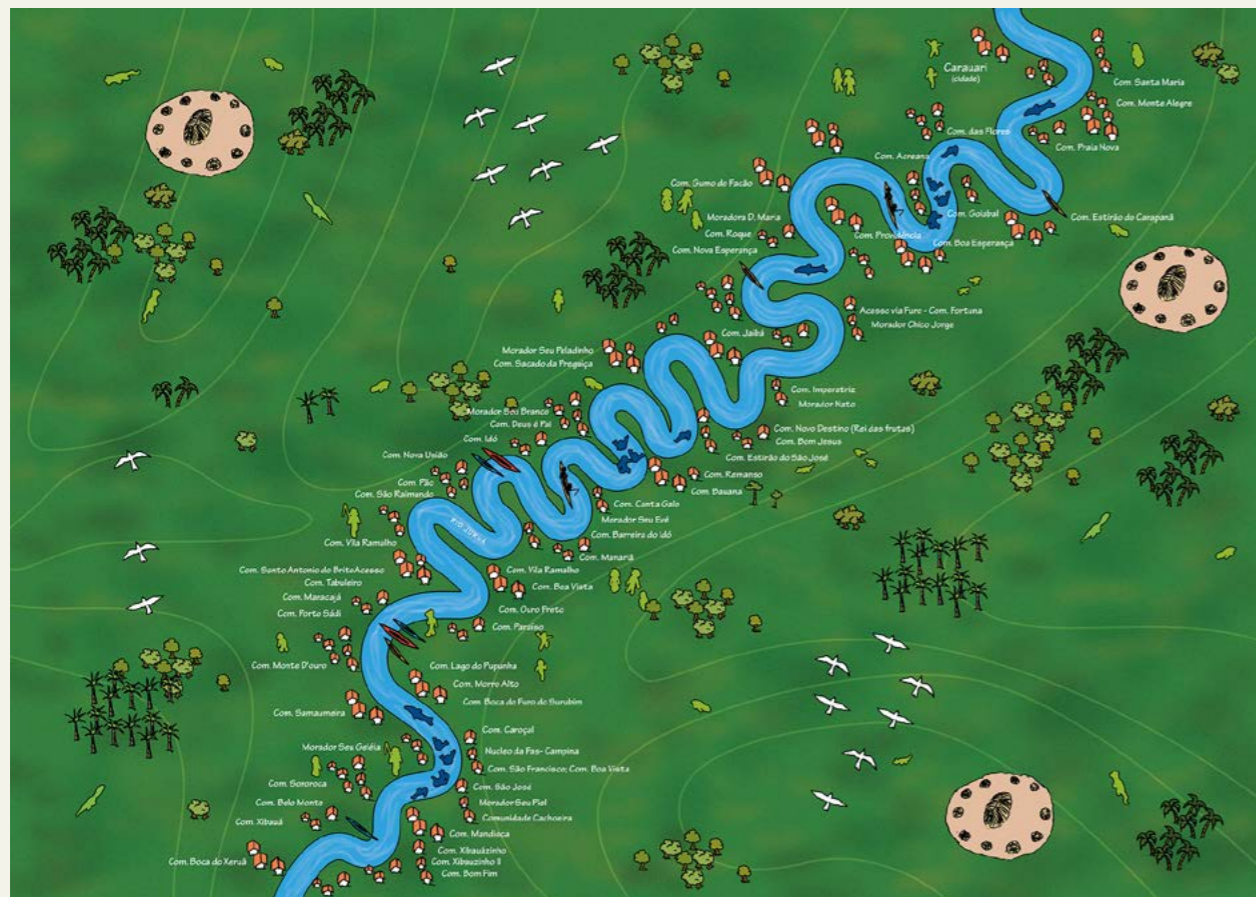 Carauari
(cidade)
Com. Santa Maria
Com. Monte Alegre
Com. das Flores
Com. Praia Nova
Com. Acreana
Com. Gumo do Facão
Com. Goiabal
Com. Estirão do Carapanã
Moradora D. Maria
Com. Roque
Com. Providência
Com. Boa Esperança
Com. Nova Esperança
Acesso via Furo - Com. Fortuna
Morador Chico Jorge
Com. Jaibá
Morador Seu Peladinho
Com. Sacado da Preguiça
Com. Imperatriz
Morador Nato
Morador Seu Branco
Com. Deus é Pai
Com. Novo Destino (Rei das frutas)
Com. Bom Jesus
Com. Idó
Com. Estirão do São José
Com. Nova União
Com. Remanso
Com. Pão
Com. Bauana
Com. São Raimundo
Com. Canta Galo
Morador Seu Evé
RIO JURUÁ
Com. Barreira do Idó
Com. Vila Ramalho
Com. Manariã
Com. Santo Antonio do BritoAcesso
Com. Vila Ramalho
Com. Tabuleiro
Com. Boa Vista
Com. Maracajá
Com. Ouro Preto
Com. Porto Sádi
Com. Paraíso
Com. Monte D'ouro
Com. Lago do Pupunha
Com. Morro Alto
Com. Boca do Furo do Surubim
Com. Samaumeira
Com. Caroçal
Morador Seu Geléia
Nucleo da Fas- Campina
Com. São Francisco; Com. Boa Vista
Com. Sororoca
Com. São José
Com. Belo Monte
Morador Seu Piol
Comunidade Cachoeira
Com. Xibauá
Com. Mandioca
Com. Xibauázinho
Com. Boca do Xeruã
Com. Xibauzinho II
Com. Bom Fim